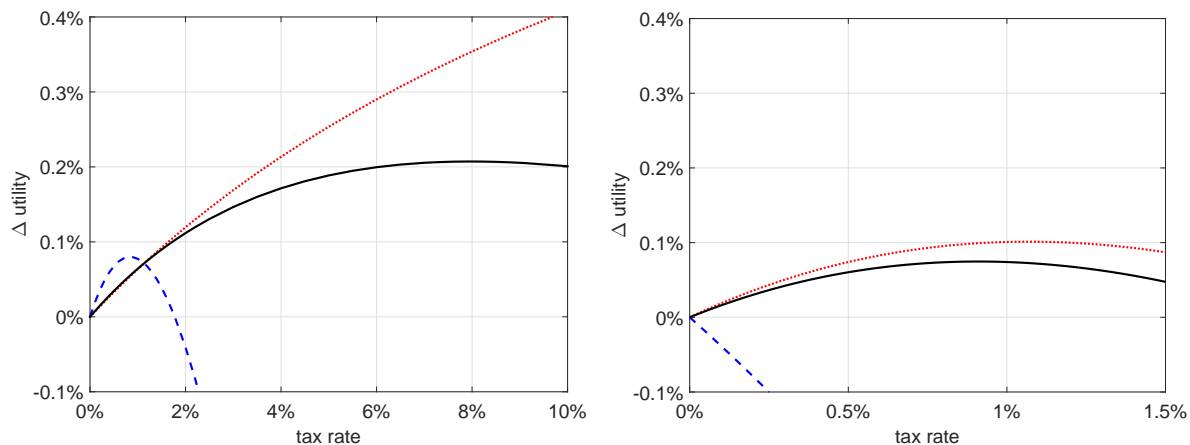 0.4%
0.3%
0.2%
0.1%
0%
-0.1%
Δ utility
0% 2% 4% 6% 8% 10%
tax rate
0.4%
0.3%
0.2%
0.1%
0%
-0.1%
Δ utility
0% 0.5% 1% 1.5%
tax rate